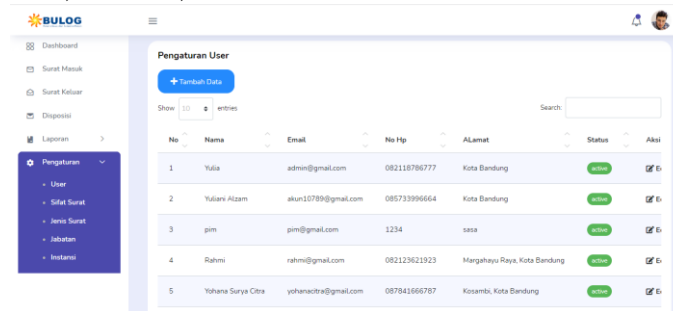 BULOG
Dashboard
Surat Masuk
Surat Keluar
Disposisi
Laporan
Pengaturan
User
Sifat Surat
Jenis Surat
Jabatan
Instansi
Pengaturan User
Tambah Data
Show 10 entries Search:
No Nama Email No Hp ALamat Status Aksi
1 Yulia admin@gmail.com 082118786777 Kota Bandung active
2 Yuliani Alzam akun10789@gmail.com 085733996664 Kota Bandung active
3 pim pim@gmail.com 1234 sasa active
4 Rahmi rahmi@gmail.com 082123621923 Margahayu Raya, Kota Bandung active
5 Yohana Surya Citra yohanacitra@gmail.com 087841666787 Kosambi, Kota Bandung active